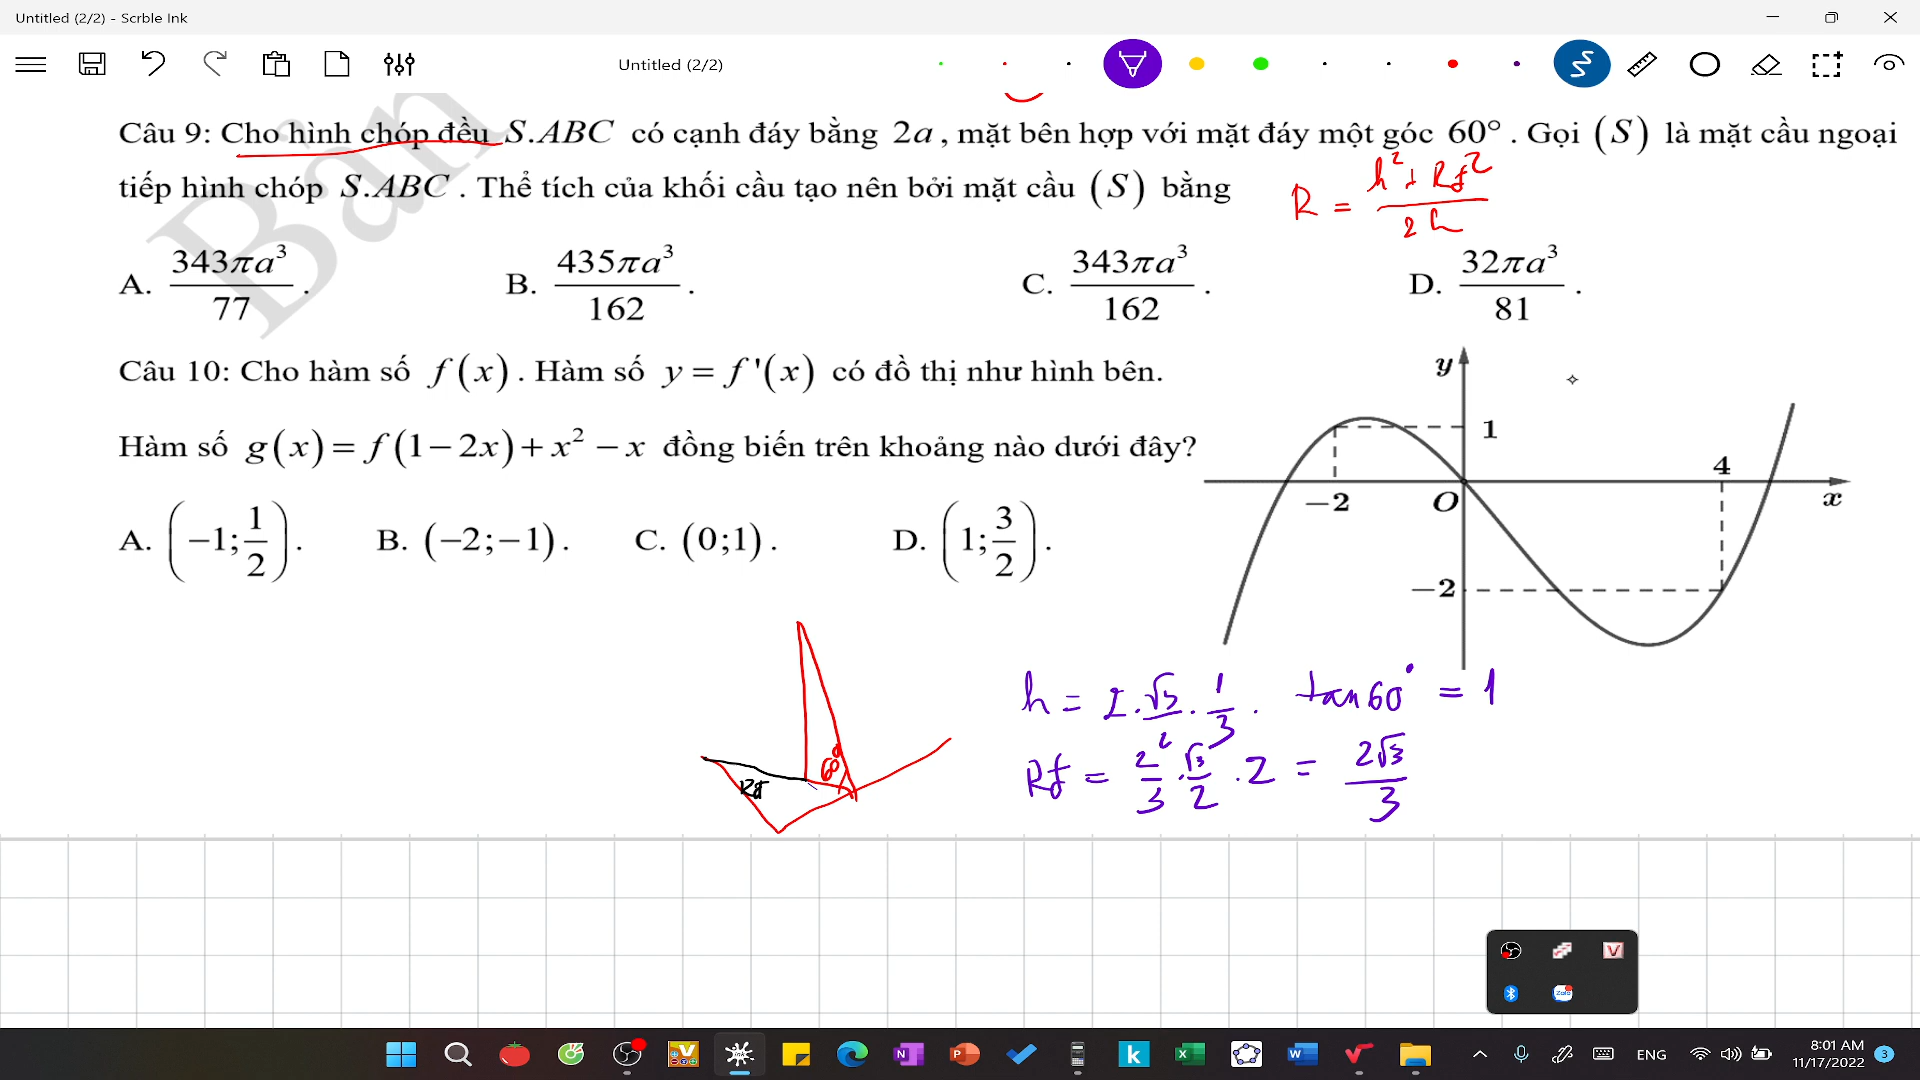 Untitled (2/2) - Scrble Ink
Untitled (2/2)
Bản
Câu 9: Cho hình chóp đều S.ABC có cạnh đáy bằng 2a, mặt bên hợp với mặt đáy một góc 60°. Gọi (S) là mặt cầu ngoại
tiếp hình chóp S.ABC. Thể tích của khối cầu tạo nên bởi mặt cầu (S) bằng
R = (h² + Rđ²)/(2h)
A. 343πa³/77. B. 435πa³/162. C. 343πa³/162. D. 32πa³/81.
Câu 10: Cho hàm số f(x). Hàm số y = f'(x) có đồ thị như hình bên.
Hàm số g(x) = f(1−2x) + x² − x đồng biến trên khoảng nào dưới đây?
A. (−1; 1/2). B. (−2;−1). C. (0;1). D. (1; 3/2).
y
1
4
−2 O x
−2
60°
Rđ
h = 2·√3/2·1/3· tan60° = 1
Rđ = 2/3·√3/2·2 = 2√3/3
ENG
8:01 AM
11/17/2022
3